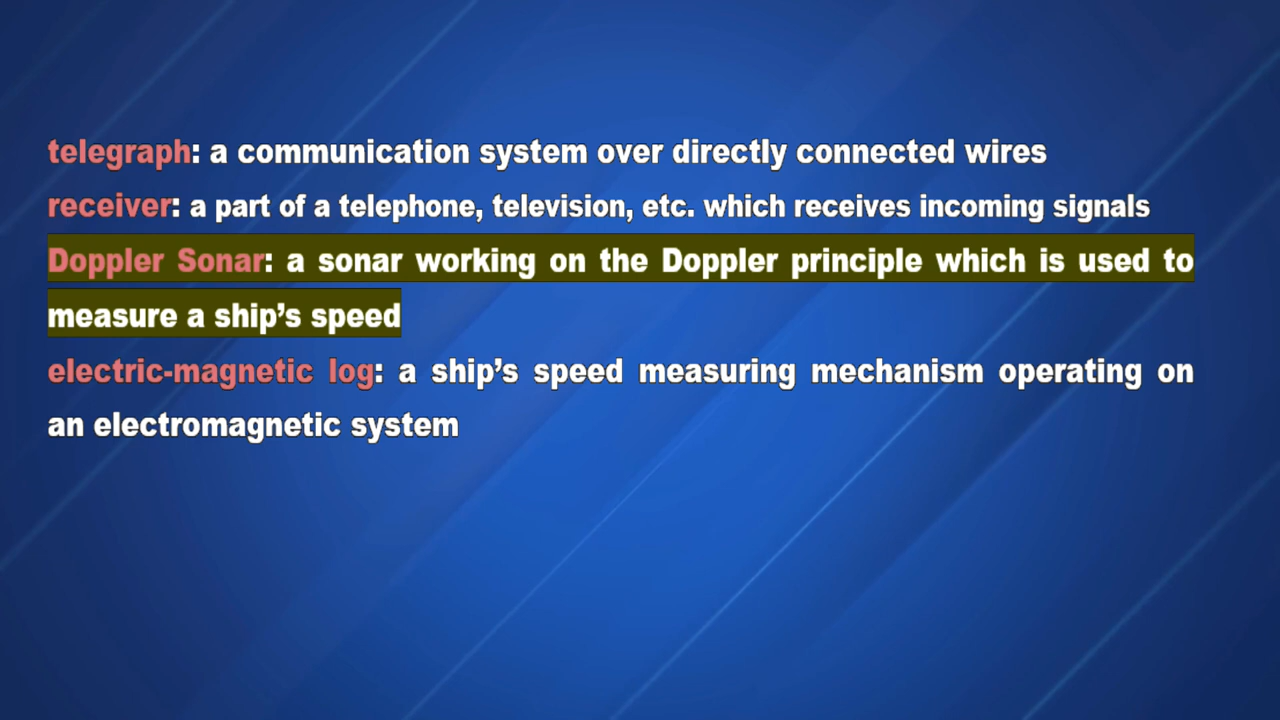 telegraph: a communication system over directly connected wires
receiver: a part of a telephone, television, etc. which receives incoming signals
Doppler Sonar: a sonar working on the Doppler principle which is used to
measure a ship’s speed
electric-magnetic log: a ship’s speed measuring mechanism operating on
an electromagnetic system